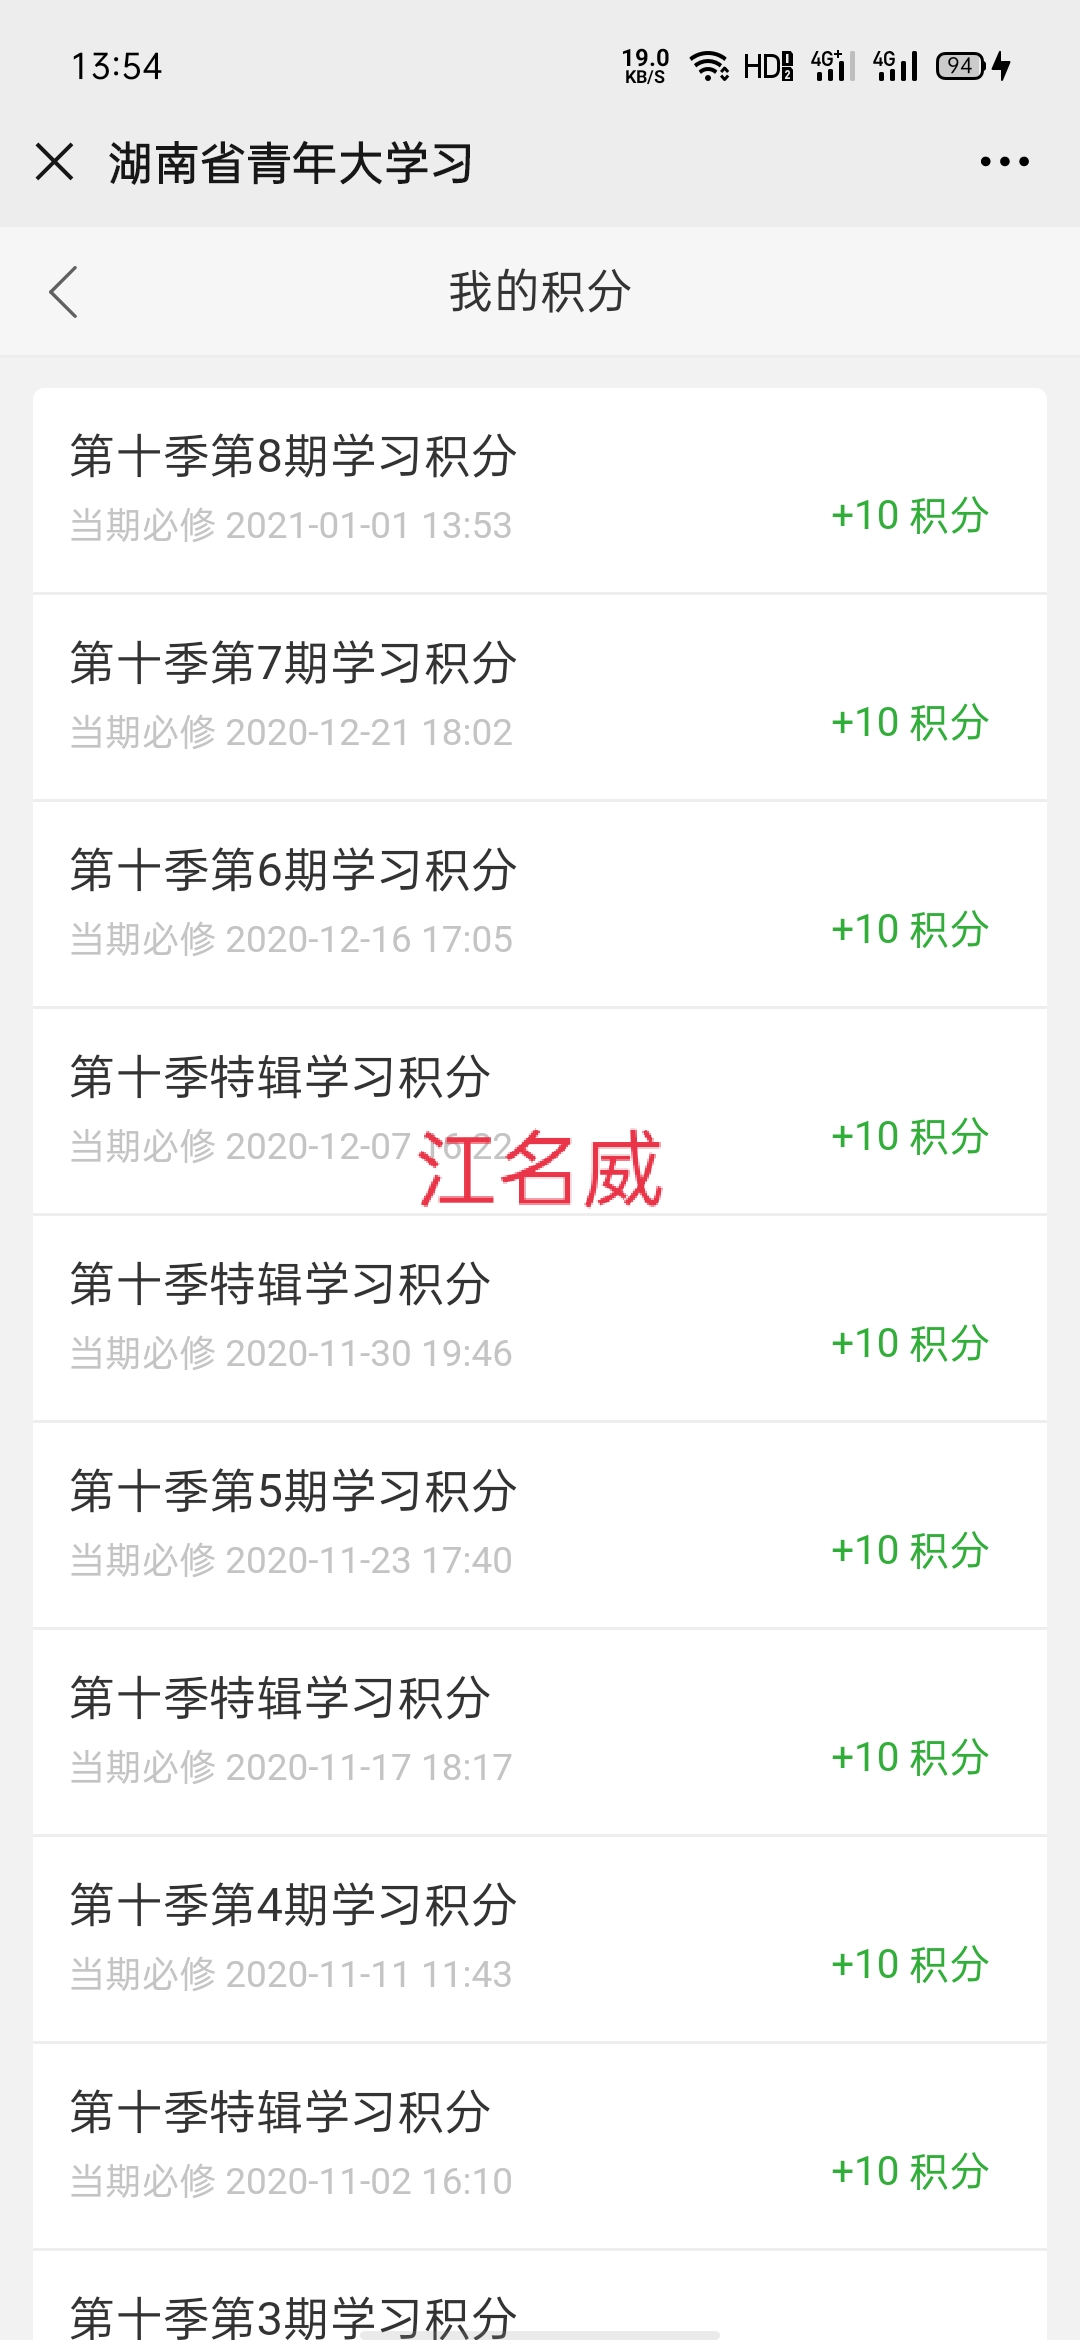 13:54
19.0
KB/S
HD 1
2
4G+
4G
94
湖南省青年大学习
我的积分
第十季第8期学习积分
当期必修 2021-01-01 13:53
+10 积分
第十季第7期学习积分
当期必修 2020-12-21 18:02
+10 积分
第十季第6期学习积分
当期必修 2020-12-16 17:05
+10 积分
第十季特辑学习积分
当期必修 2020-12-07 16:22
+10 积分
江名威
第十季特辑学习积分
当期必修 2020-11-30 19:46
+10 积分
第十季第5期学习积分
当期必修 2020-11-23 17:40
+10 积分
第十季特辑学习积分
当期必修 2020-11-17 18:17
+10 积分
第十季第4期学习积分
当期必修 2020-11-11 11:43
+10 积分
第十季特辑学习积分
当期必修 2020-11-02 16:10
+10 积分
第十季第3期学习积分